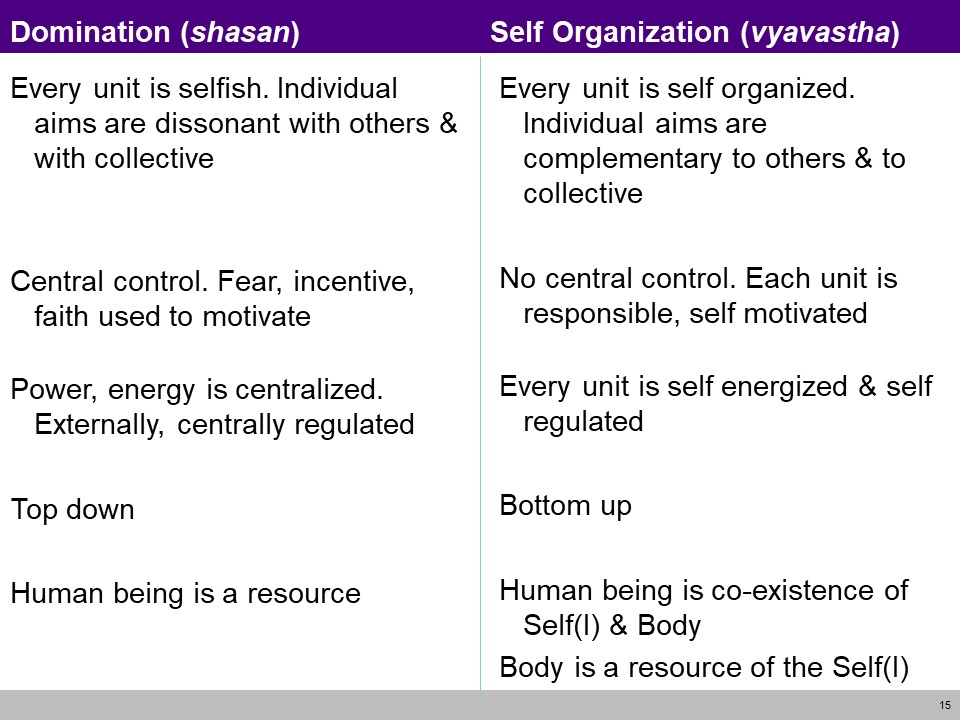 Domination (shasan)
Every unit is selfish. Individual
aims are dissonant with others &
with collective
Central control. Fear, incentive,
faith used to motivate
Power, energy is centralized.
Externally, centrally regulated
Top down
Human being is a resource
Self Organization (vyavastha)
Every unit is self organized.
Individual aims are
complementary to others & to
collective
No central control. Each unit is
responsible, self motivated
Every unit is self energized & self
regulated
Bottom up
Human being is co-existence of
Self(I) & Body
Body is a resource of the Self(I)
15